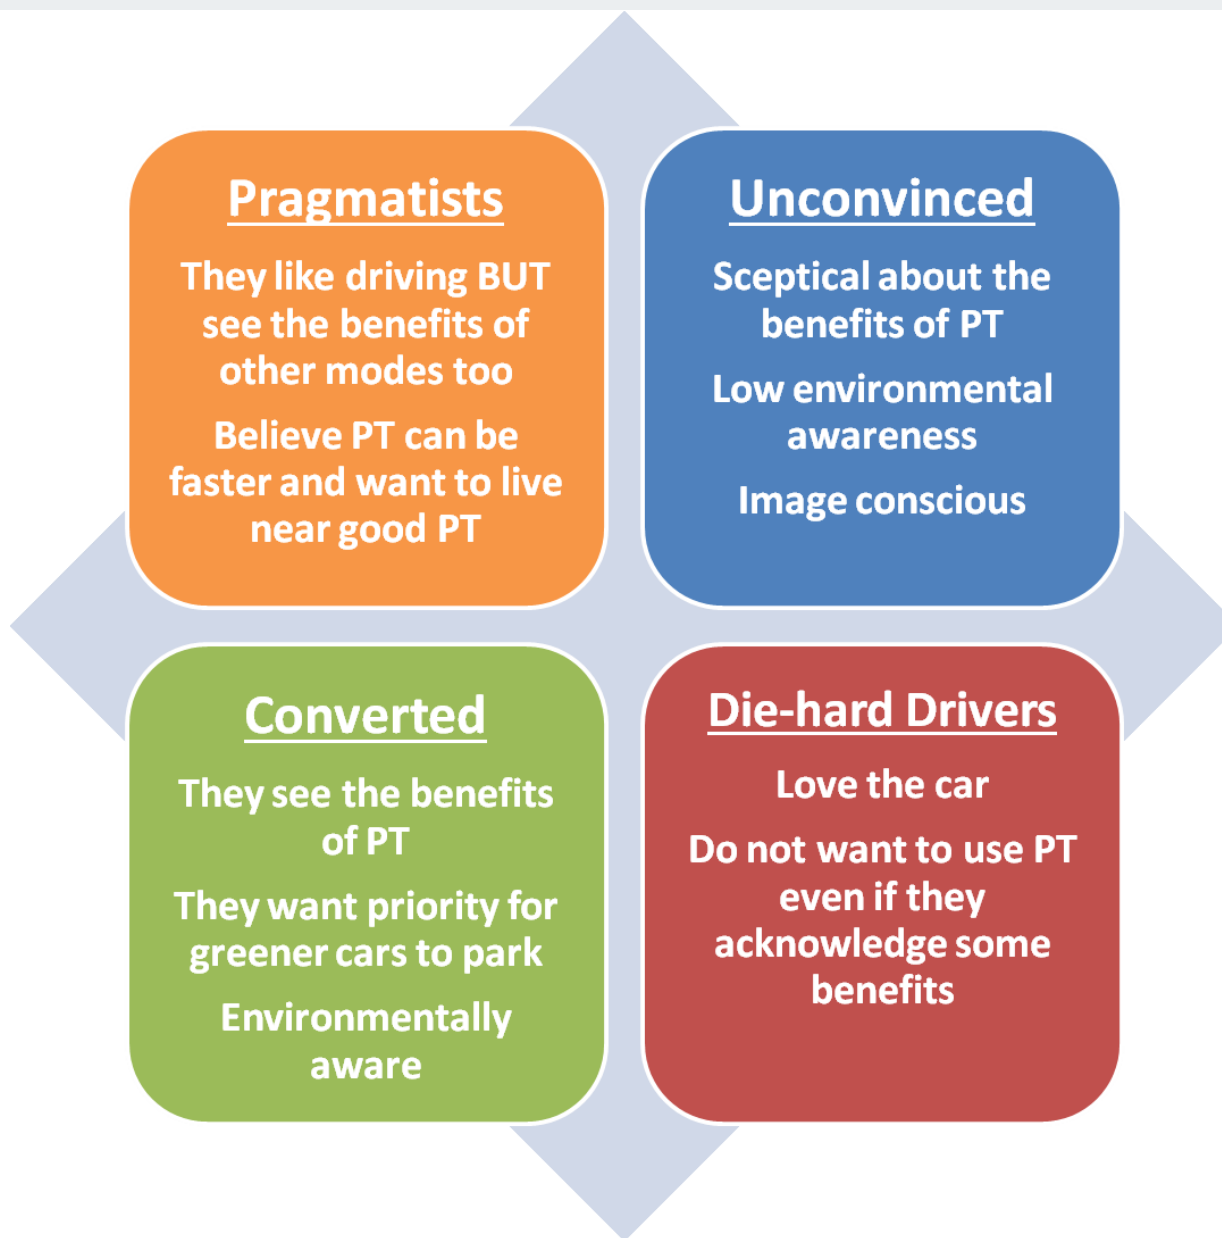 Pragmatists
They like driving BUT
see the benefits of
other modes too
Believe PT can be
faster and want to live
near good PT
Unconvinced
Sceptical about the
benefits of PT
Low environmental
awareness
Image conscious
Converted
They see the benefits
of PT
They want priority for
greener cars to park
Environmentally
aware
Die-hard Drivers
Love the car
Do not want to use PT
even if they
acknowledge some
benefits